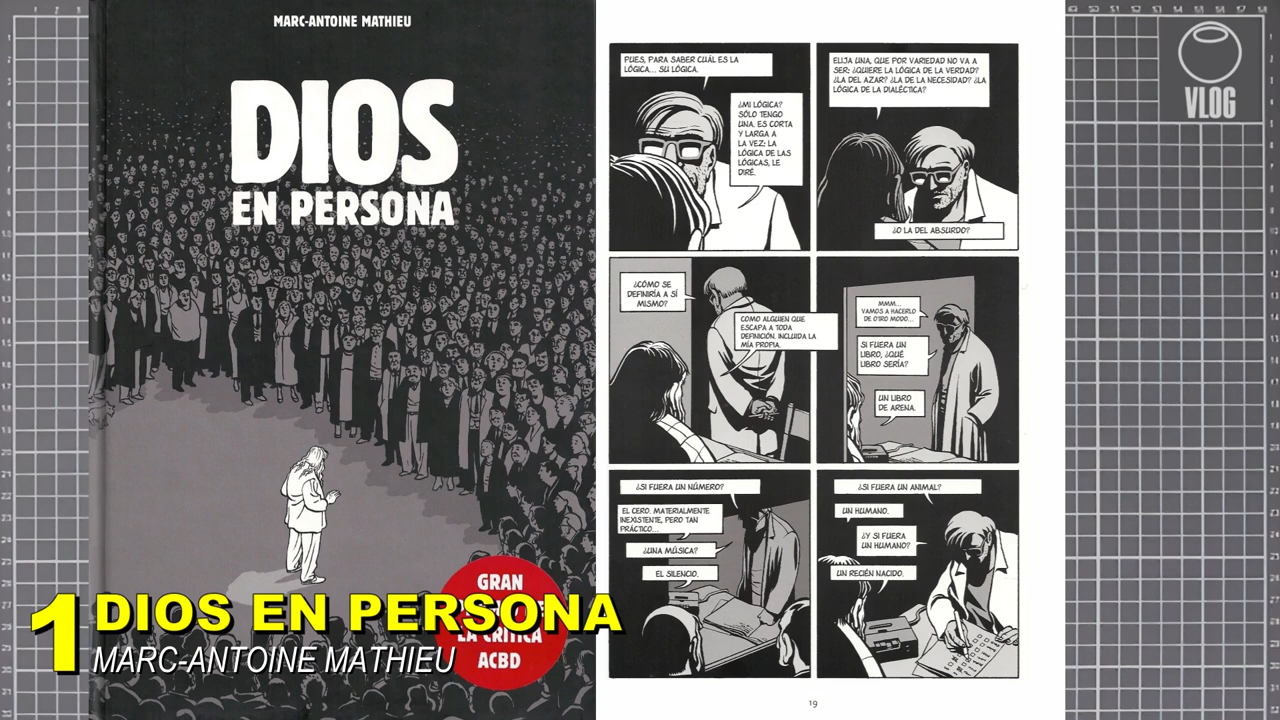 MARC-ANTOINE MATHIEU
DIOS
EN PERSONA
GRAN
LA CRÍTICA
ACBD
1 DIOS EN PERSONA
MARC-ANTOINE MATHIEU
PUES, PARA SABER CUÁL ES LA
LÓGICA... SU LÓGICA.
¿MI LÓGICA?
SÓLO TENGO
UNA. ES CORTA
Y LARGA A
LA VEZ: LA
LÓGICA DE LAS
LÓGICAS, LE
DIRÉ.
ELIJA UNA, QUE POR VARIEDAD NO VA A
SER: ¿QUIERE LA LÓGICA DE LA VERDAD?
¿LA DEL AZAR? ¿LA DE LA NECESIDAD? ¿LA
LÓGICA DE LA DIALÉCTICA?
¿O LA DEL ABSURDO?
¿CÓMO SE
DEFINIRÍA A SÍ
MISMO?
COMO ALGUIEN QUE
ESCAPA A TODA
DEFINICIÓN. INCLUIDA LA
MÍA PROPIA.
MMM...
VAMOS A HACERLO
DE OTRO MODO...
SI FUERA UN
LIBRO, ¿QUÉ
LIBRO SERÍA?
UN LIBRO
DE ARENA.
¿SI FUERA UN NÚMERO?
EL CERO. MATERIALMENTE
INEXISTENTE, PERO TAN
PRÁCTICO...
¿UNA MÚSICA?
EL SILENCIO.
¿SI FUERA UN ANIMAL?
UN HUMANO.
¿Y SI FUERA
UN HUMANO?
UN RECIÉN NACIDO.
19
VLOG